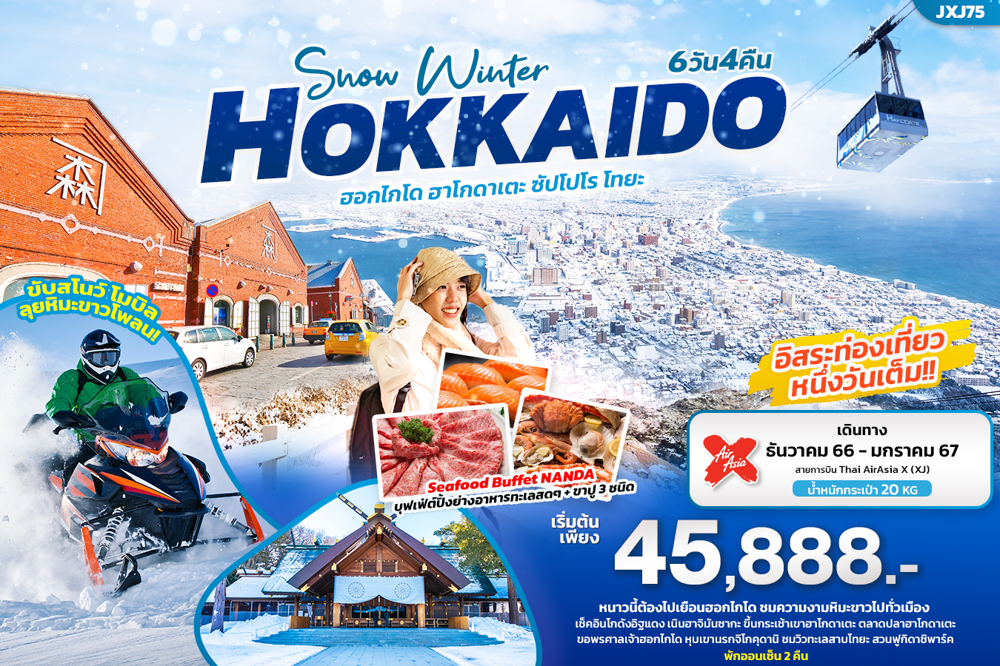 JXJ75
Snow Winter
6วัน4คืน
HOKKAIDO
ฮอกไกโด ฮาโกดาเตะ ซัปโปโร โทยะ
HAKODATE
森
森
ขับสโนว์ โมบิล
ลุยหิมะขาวโพลน!
อิสระท่องเที่ยว
หนึ่งวันเต็ม!!
Air
Asia
เดินทาง
ธันวาคม 66 - มกราคม 67
สายการบิน Thai AirAsia X (XJ)
น้ำหนักกระเป๋า 20 KG
Seafood Buffet NANDA
บุฟเฟ่ต์ปิ้งย่างอาหารทะเลสดๆ + ขาปู 3 ชนิด
เริ่มต้น
เพียง
45,888.-
หนาวนี้ต้องไปเยือนฮอกไกโด ชมความงามหิมะขาวไปทั่วเมือง
เช็คอินโกดังอิฐแดง เนินฮาจิมันซากะ ขึ้นกระเช้าเขาฮาโกดาเตะ ตลาดปลาฮาโกดาเตะ
ขอพรศาลเจ้าฮอกไกโด หุบเขานรกจิโกคุดานิ ชมวิวทะเลสาบโทยะ สวนฟูกิดาชิพาร์ค
พักออนเซ็น 2 คืน